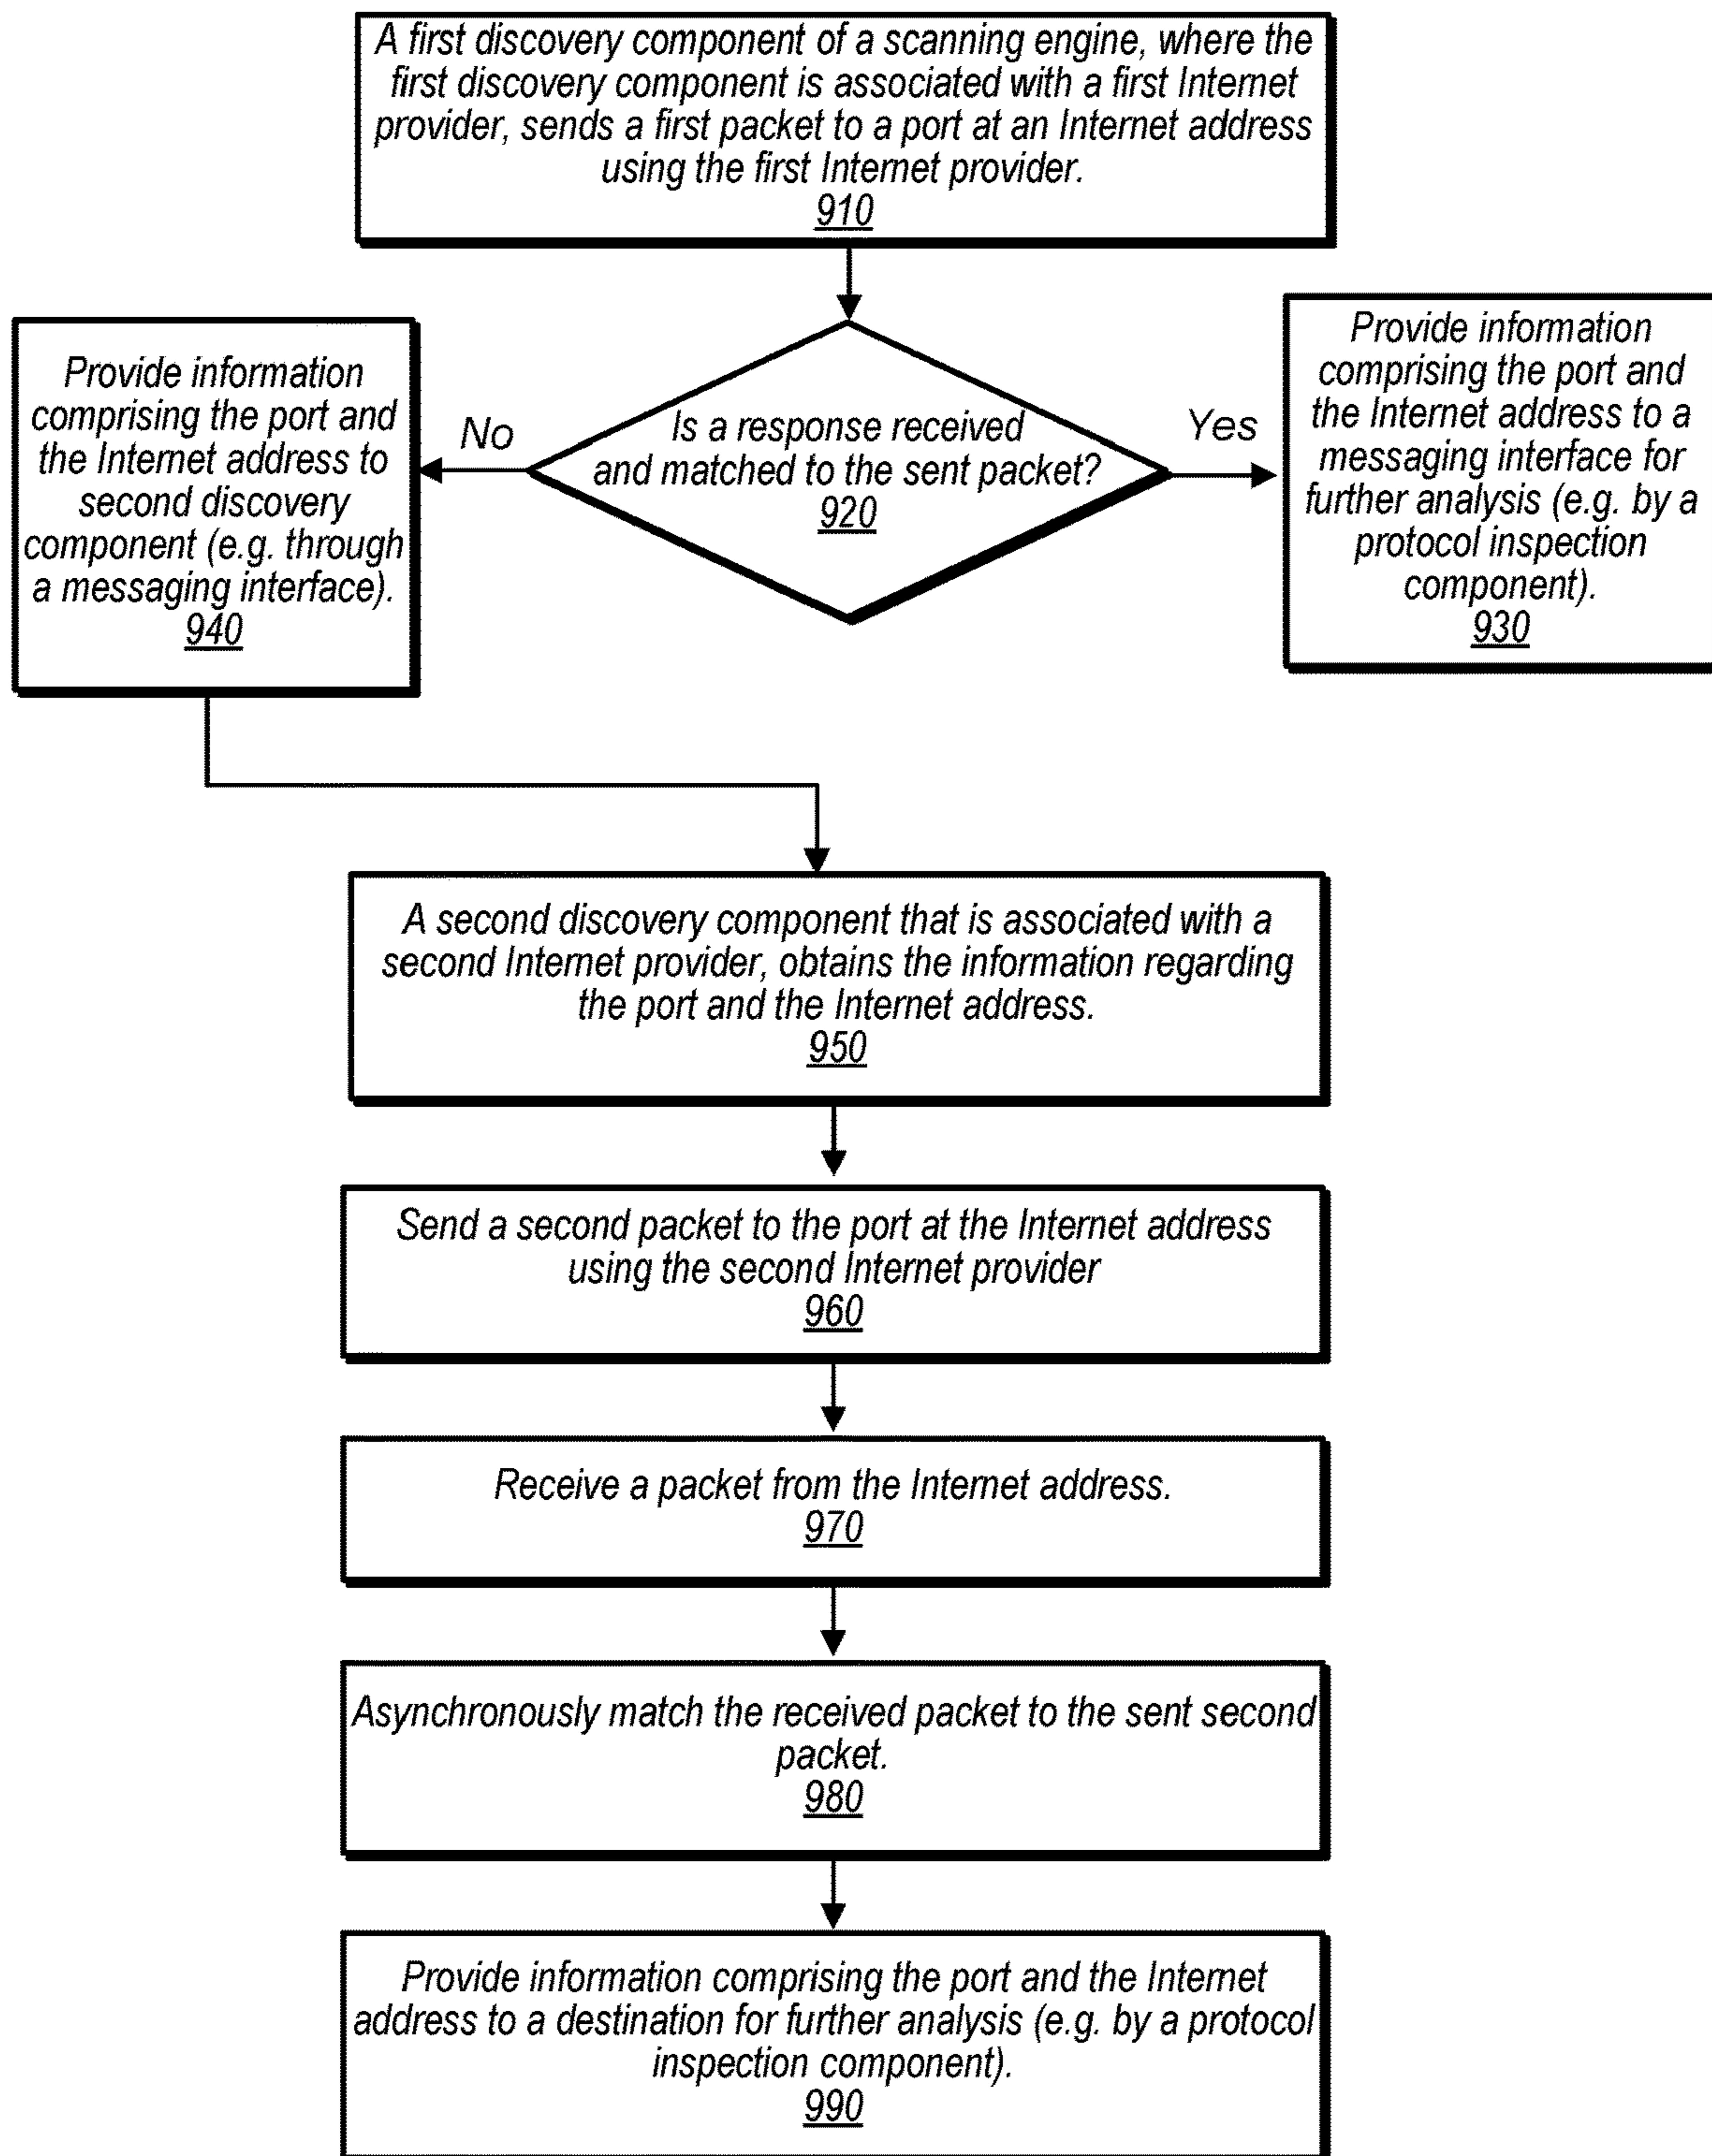 A first discovery component of a scanning engine, where the
first discovery component is associated with a first Internet
provider, sends a first packet to a port at an Internet address
using the first Internet provider.
910
Is a response received
and matched to the sent packet?
920
Yes
Provide information
comprising the port and
the Internet address to a
messaging interface for
further analysis (e.g. by a
protocol inspection
component).
930
No
Provide information
comprising the port and
the Internet address to
second discovery
component (e.g. through
a messaging interface).
940
A second discovery component that is associated with a
second Internet provider, obtains the information regarding
the port and the Internet address.
950
Send a second packet to the port at the Internet address
using the second Internet provider
960
Receive a packet from the Internet address.
970
Asynchronously match the received packet to the sent second
packet.
980
Provide information comprising the port and the Internet
address to a destination for further analysis (e.g. by a protocol
inspection component).
990